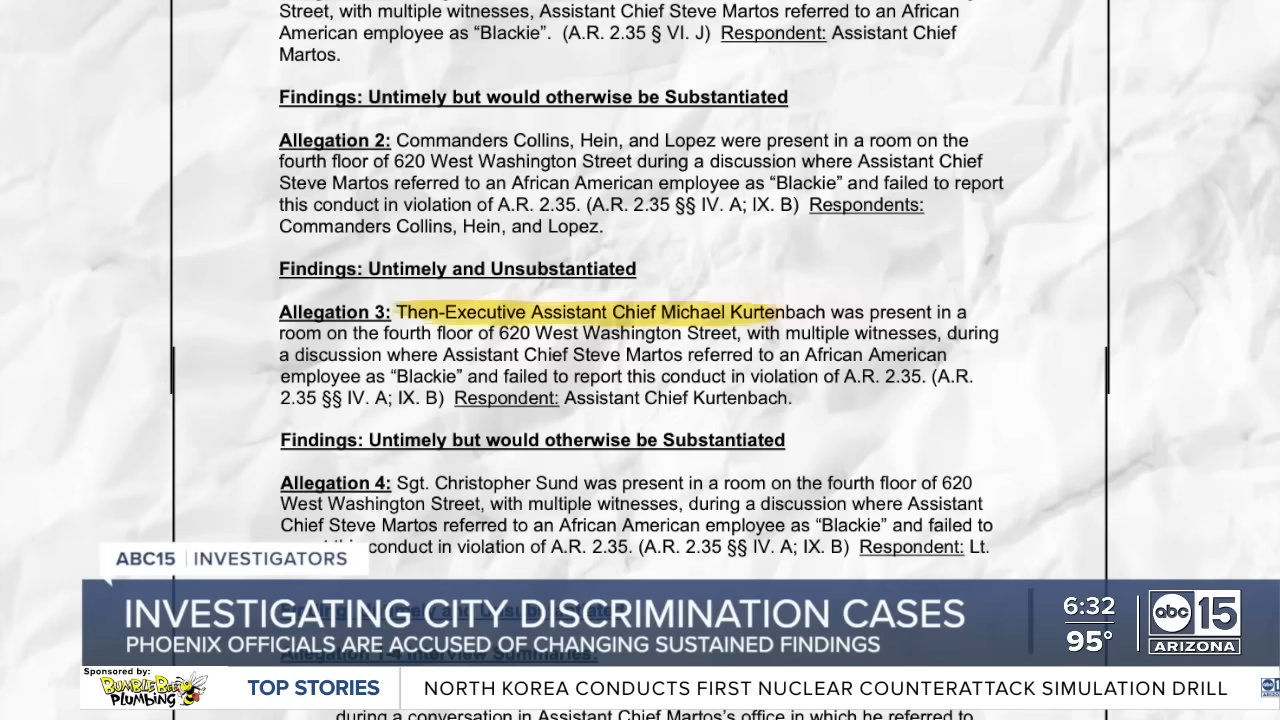 Street, with multiple witnesses, Assistant Chief Steve Martos referred to an African
American employee as “Blackie”.  (A.R. 2.35 § VI. J)  Respondent: Assistant Chief
Martos.
Findings: Untimely but would otherwise be Substantiated
Allegation 2: Commanders Collins, Hein, and Lopez were present in a room on the
fourth floor of 620 West Washington Street during a discussion where Assistant Chief
Steve Martos referred to an African American employee as “Blackie” and failed to report
this conduct in violation of A.R. 2.35. (A.R. 2.35 §§ IV. A; IX. B)  Respondents:
Commanders Collins, Hein, and Lopez.
Findings: Untimely and Unsubstantiated
Allegation 3: Then-Executive Assistant Chief Michael Kurtenbach was present in a
room on the fourth floor of 620 West Washington Street, with multiple witnesses, during
a discussion where Assistant Chief Steve Martos referred to an African American
employee as “Blackie” and failed to report this conduct in violation of A.R. 2.35. (A.R.
2.35 §§ IV. A; IX. B)  Respondent: Assistant Chief Kurtenbach.
Findings: Untimely but would otherwise be Substantiated
Allegation 4: Sgt. Christopher Sund was present in a room on the fourth floor of 620
West Washington Street, with multiple witnesses, during a discussion where Assistant
Chief Steve Martos referred to an African American employee as “Blackie” and failed to
conduct in violation of A.R. 2.35. (A.R. 2.35 §§ IV. A; IX. B)  Respondent: Lt.
ABC15 | INVESTIGATORS
INVESTIGATING CITY DISCRIMINATION CASES
PHOENIX OFFICIALS ARE ACCUSED OF CHANGING SUSTAINED FINDINGS
6:32
95°
abc 15
ARIZONA
Allegation 1-4 Interview Summaries:
Sponsored by:
BUMBLE BEE
PLUMBING
TOP STORIES
NORTH KOREA CONDUCTS FIRST NUCLEAR COUNTERATTACK SIMULATION DRILL
during a conversation in Assistant Chief Martos’s office in which he referred to